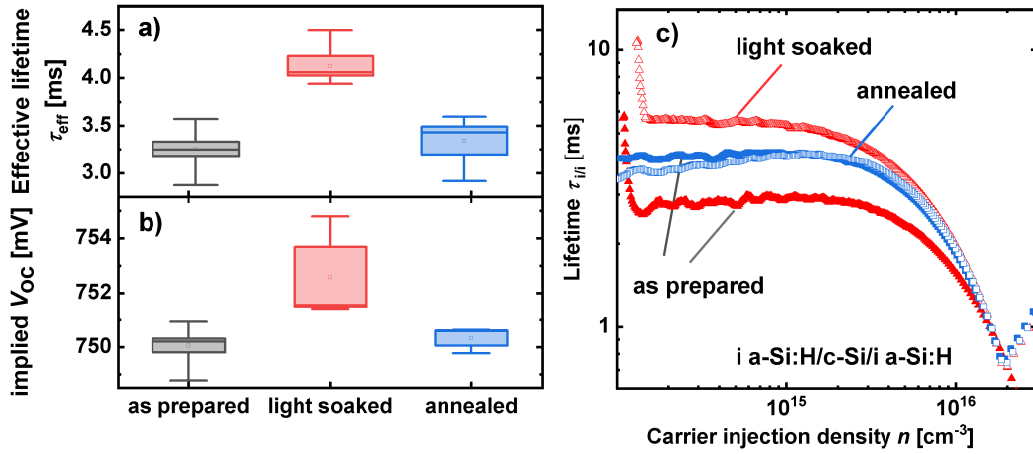 a)
Effective lifetime
τeff [ms]
4.5
4.0
3.5
3.0
b)
implied VOC [mV]
754
752
750
as prepared
light soaked
annealed
c)
light soaked
annealed
as prepared
i a-Si:H/c-Si/i a-Si:H
Lifetime τi/i [ms]
10
1
10^15
10^16
Carrier injection density n [cm-3]